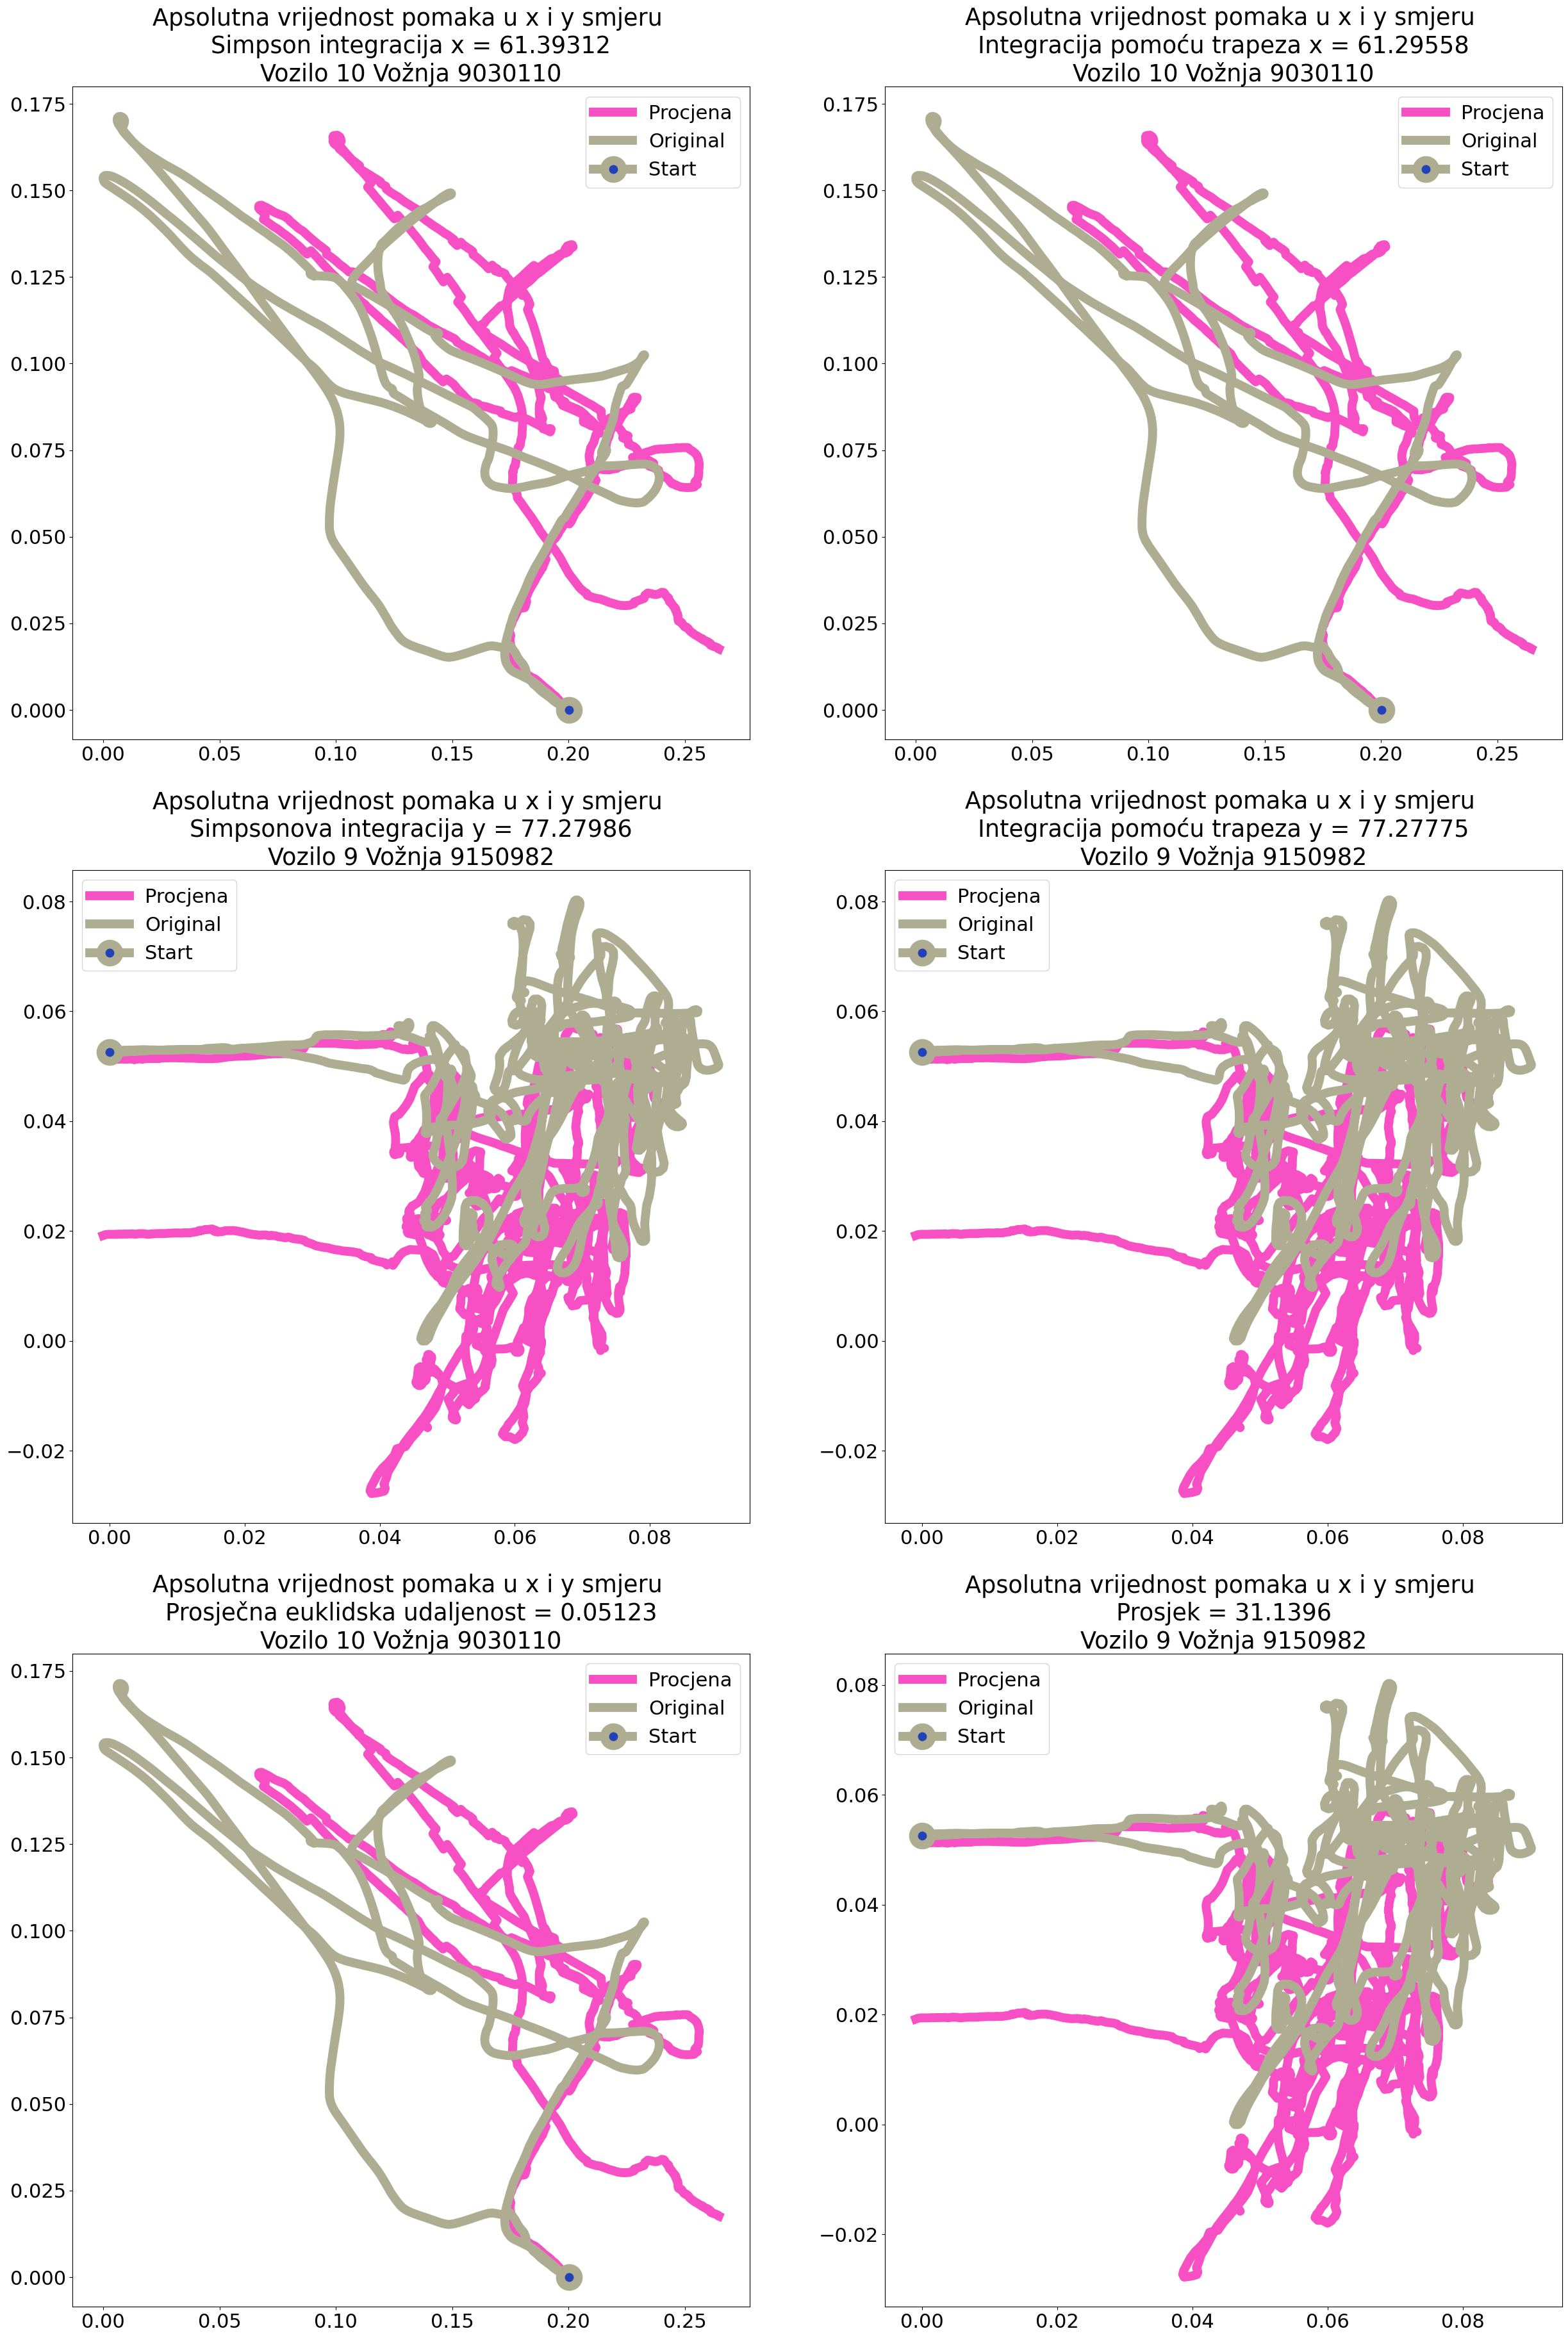 Apsolutna vrijednost pomaka u x i y smjeru
Simpson integracija x = 61.39312
Vozilo 10 Vožnja 9030110
0.175
0.150
0.125
0.100
0.075
0.050
0.025
0.000
Procjena
Original
Start
0.00 0.05 0.10 0.15 0.20 0.25
Apsolutna vrijednost pomaka u x i y smjeru
Integracija pomoću trapeza x = 61.29558
Vozilo 10 Vožnja 9030110
0.175
0.150
0.125
0.100
0.075
0.050
0.025
0.000
Procjena
Original
Start
0.00 0.05 0.10 0.15 0.20 0.25
Apsolutna vrijednost pomaka u x i y smjeru
Simpsonova integracija y = 77.27986
Vozilo 9 Vožnja 9150982
0.08
0.06
0.04
0.02
0.00
−0.02
Procjena
Original
Start
0.00 0.02 0.04 0.06 0.08
Apsolutna vrijednost pomaka u x i y smjeru
Integracija pomoću trapeza y = 77.27775
Vozilo 9 Vožnja 9150982
0.08
0.06
0.04
0.02
0.00
−0.02
Procjena
Original
Start
0.00 0.02 0.04 0.06 0.08
Apsolutna vrijednost pomaka u x i y smjeru
Prosječna euklidska udaljenost = 0.05123
Vozilo 10 Vožnja 9030110
0.175
0.150
0.125
0.100
0.075
0.050
0.025
0.000
Procjena
Original
Start
0.00 0.05 0.10 0.15 0.20 0.25
Apsolutna vrijednost pomaka u x i y smjeru
Prosjek = 31.1396
Vozilo 9 Vožnja 9150982
0.08
0.06
0.04
0.02
0.00
−0.02
Procjena
Original
Start
0.00 0.02 0.04 0.06 0.08